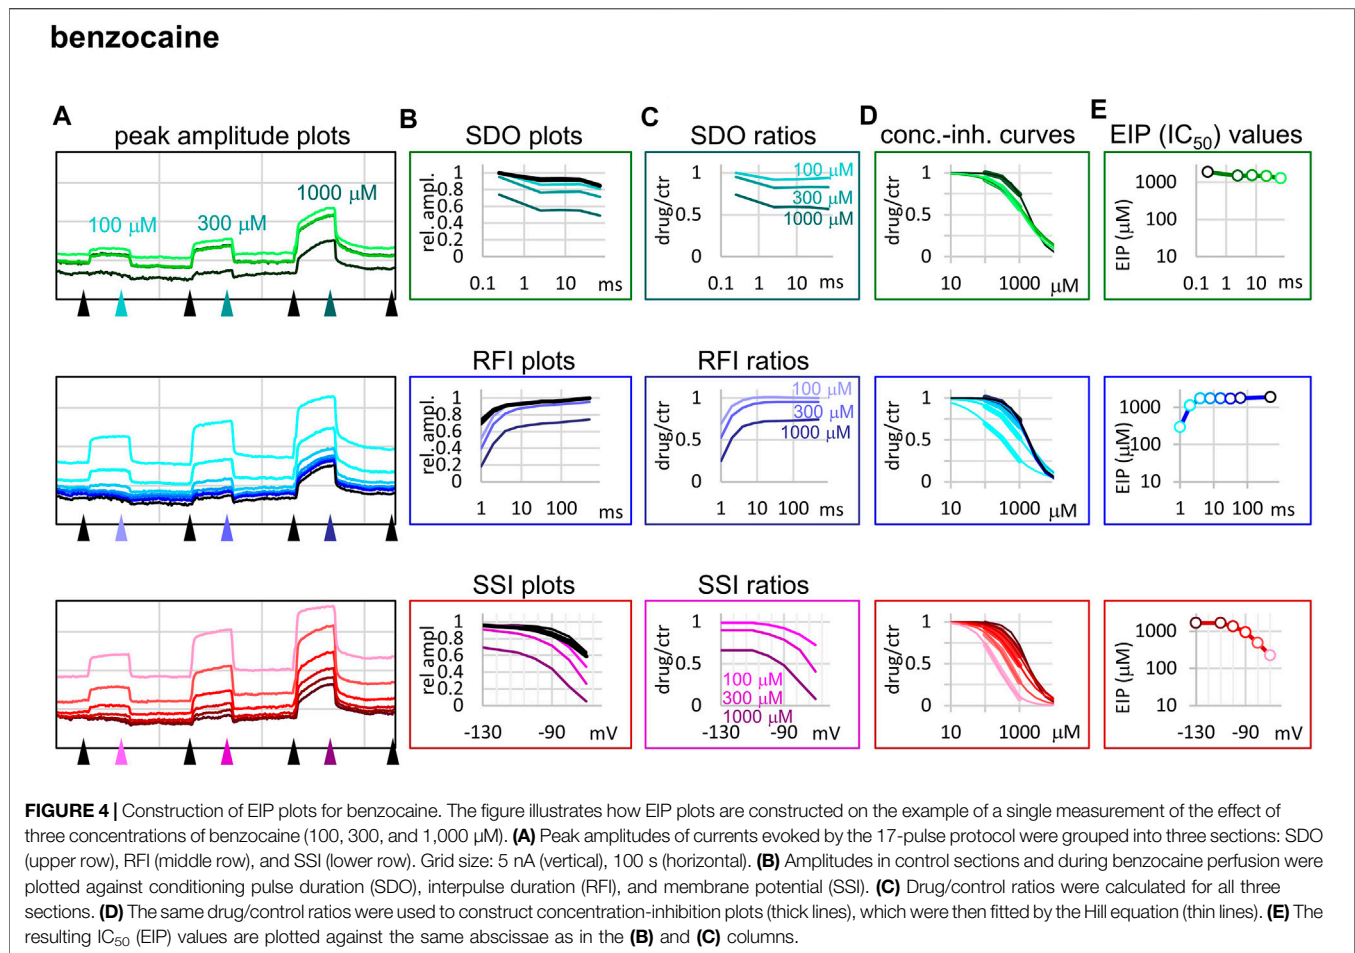 benzocaine
A
B
C
D
E
peak amplitude plots
SDO plots
SDO ratios
conc.-inh. curves
EIP (IC50) values
100 µM
300 µM
1000 µM
rel. ampl.
1
0.8
0.6
0.4
0.2
0
0.1 1 10 ms
drug/ctr
1
0.5
0
100 µM
300 µM
1000 µM
0.1 1 10 ms
drug/ctr
1
0.5
0
10 1000 µM
EIP (µM)
1000
100
10
0.1 1 10 ms
RFI plots
RFI ratios
rel. ampl.
1
0.8
0.6
0.4
0.2
0
1 10 100 ms
drug/ctr
1
0.5
0
100 µM
300 µM
1000 µM
1 10 100 ms
drug/ctr
1
0.5
0
10 1000 µM
EIP (µM)
1000
100
10
1 10 100 ms
SSI plots
SSI ratios
rel ampl
1
0.8
0.6
0.4
0.2
0
-130 -90 mV
drug/ctr
1
0.5
0
100 µM
300 µM
1000 µM
-130 -90 mV
drug/ctr
1
0.5
0
10 1000 µM
EIP (µM)
1000
100
10
-130 -90 mV
FIGURE 4 | Construction of EIP plots for benzocaine. The figure illustrates how EIP plots are constructed on the example of a single measurement of the effect of
three concentrations of benzocaine (100, 300, and 1,000 µM). (A) Peak amplitudes of currents evoked by the 17-pulse protocol were grouped into three sections: SDO
(upper row), RFI (middle row), and SSI (lower row). Grid size: 5 nA (vertical), 100 s (horizontal). (B) Amplitudes in control sections and during benzocaine perfusion were
plotted against conditioning pulse duration (SDO), interpulse duration (RFI), and membrane potential (SSI). (C) Drug/control ratios were calculated for all three
sections. (D) The same drug/control ratios were used to construct concentration-inhibition plots (thick lines), which were then fitted by the Hill equation (thin lines). (E) The
resulting IC50 (EIP) values are plotted against the same abscissae as in the (B) and (C) columns.